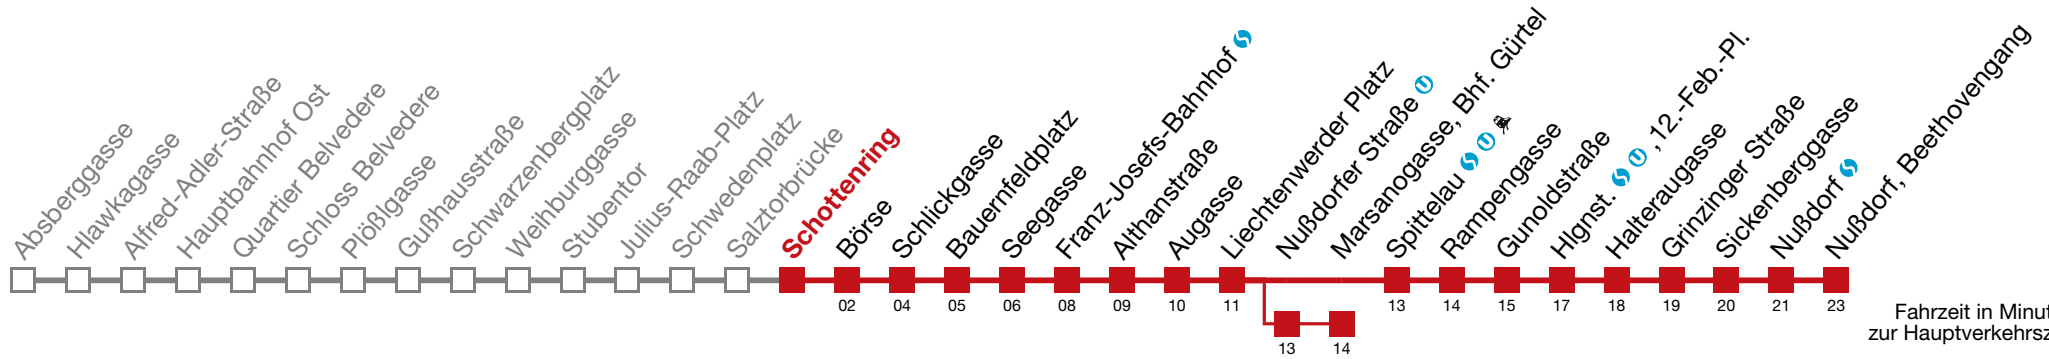 Absberggasse
Hlawkagasse
Alfred-Adler-Straße
Hauptbahnhof Ost
Quartier Belvedere
Schloss Belvedere
Plößlgasse
Gußhausstraße
Schwarzenbergplatz
Weihburggasse
Stubentor
Julius-Raab-Platz
Schwedenplatz
Salztorbrücke
Schottenring
Börse
Schlickgasse
Bauernfeldplatz
Seegasse
Franz-Josefs-Bahnhof S
Althanstraße
Augasse
Liechtenwerder Platz
Nußdorfer Straße U
Marsanogasse, Bhf. Gürtel
Spittelau S U
Rampengasse
Gunoldstraße
Hlgnst. S U , 12.-Feb.-Pl.
Halteraugasse
Grinzinger Straße
Sickenberggasse
Nußdorf S
Nußdorf, Beethovengang
02 04 05 06 08 09 10 11 13 14 15 17 18 19 20 21 23
13 14
Fahrzeit in Minut
zur Hauptverkehrsz